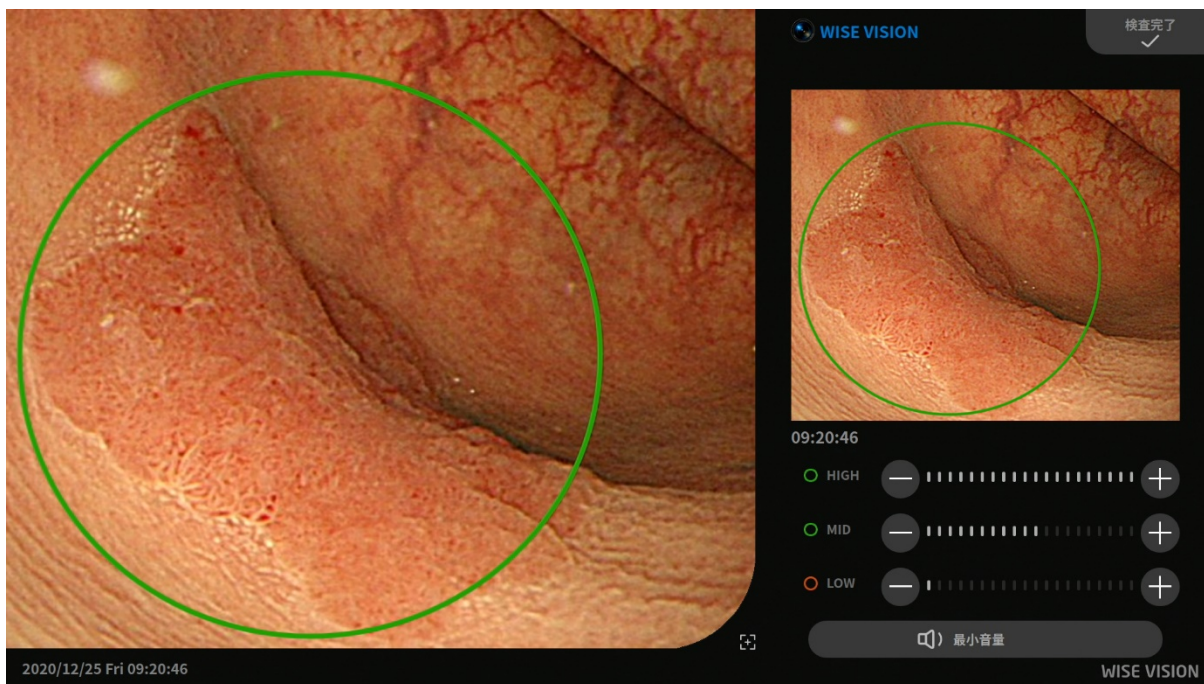 WISE VISION
検査完了
09:20:46
HIGH
MID
LOW
最小音量
2020/12/25 Fri 09:20:46
WISE VISION